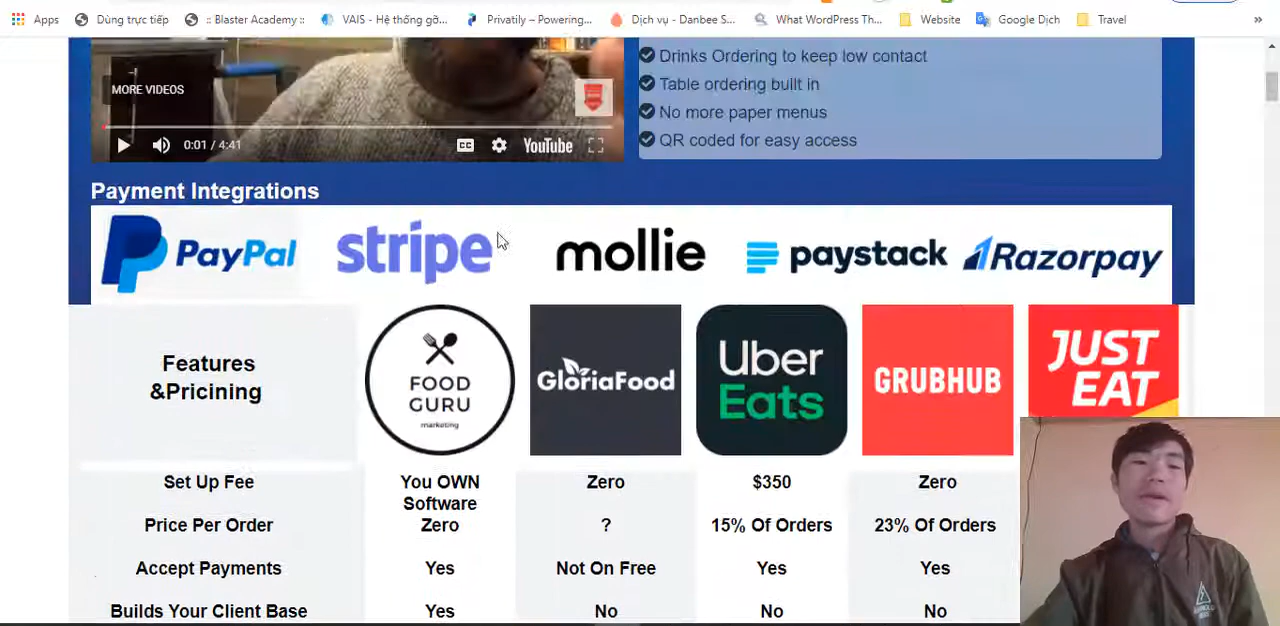 Apps
Dùng trực tiếp
:: Blaster Academy ::
VAIS - Hệ thống gõ...
Privatily – Powering...
Dịch vụ - Danbee S...
What WordPress Th...
Website
Google Dịch
Travel
»
MORE VIDEOS
0:01 / 4:41
CC
YouTube
Drinks Ordering to keep low contact
Table ordering built in
No more paper menus
QR coded for easy access
Payment Integrations
PayPal
stripe
mollie
paystack
Razorpay
Features
&Pricining
FOOD
GURU
marketing
GloriaFood
Uber
Eats
GRUBHUB
JUST
EAT
Set Up Fee
You OWN
Software
Zero
$350
Zero
Price Per Order
Zero
?
15% Of Orders
23% Of Orders
Accept Payments
Yes
Not On Free
Yes
Yes
Builds Your Client Base
Yes
No
No
No